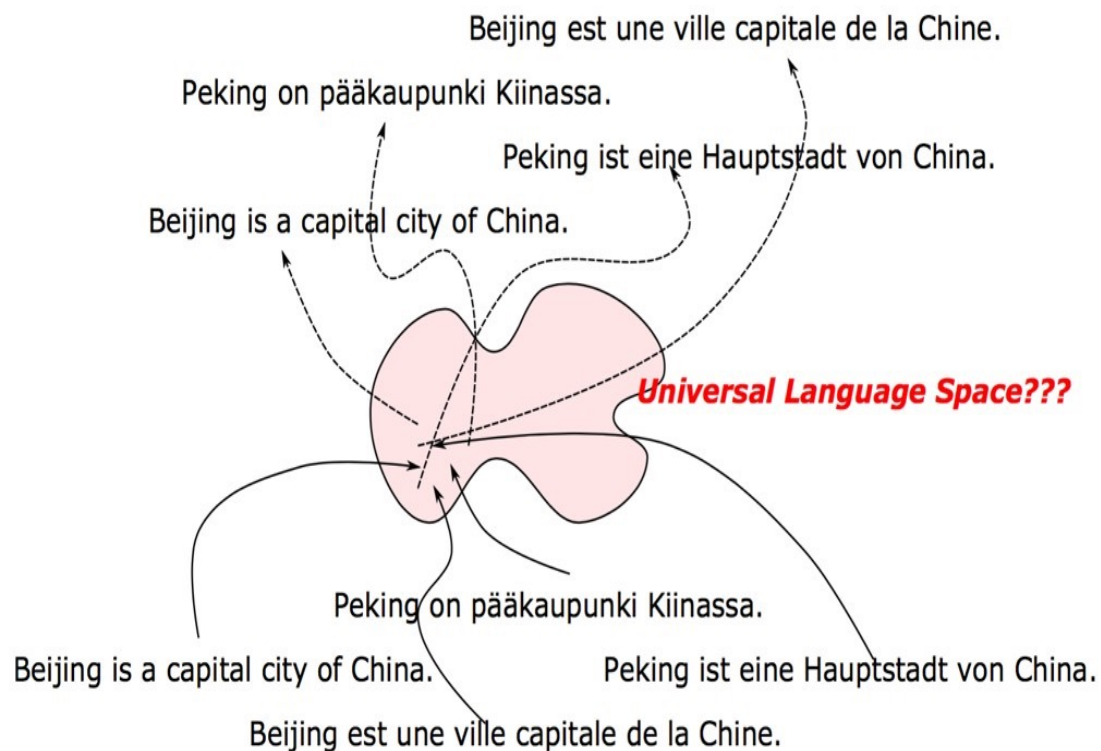 Beijing est une ville capitale de la Chine.
Peking on pääkaupunki Kiinassa.
Peking ist eine Hauptstadt von China.
Beijing is a capital city of China.
Universal Language Space???
Peking on pääkaupunki Kiinassa.
Beijing is a capital city of China.
Peking ist eine Hauptstadt von China.
Beijing est une ville capitale de la Chine.